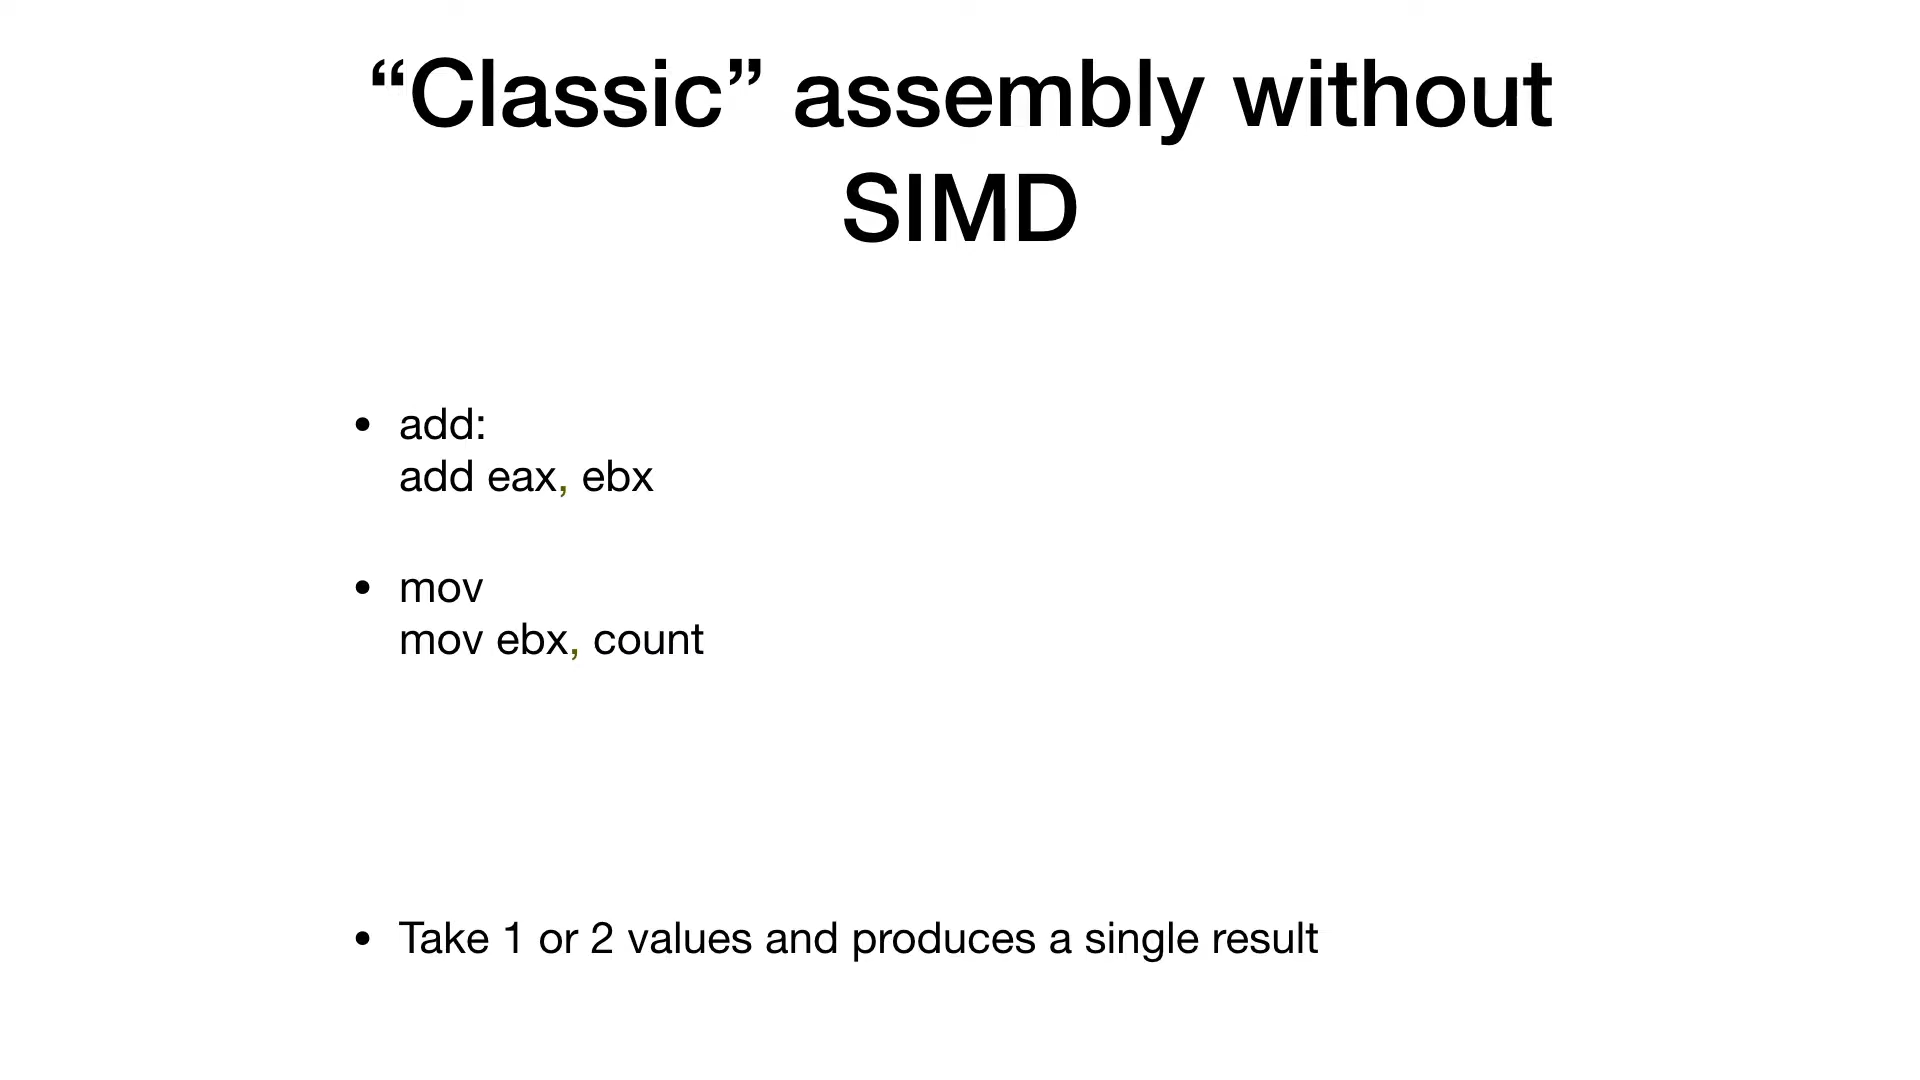 “Classic” assembly without
SIMD
• add:
add eax, ebx
• mov
mov ebx, count
• Take 1 or 2 values and produces a single result